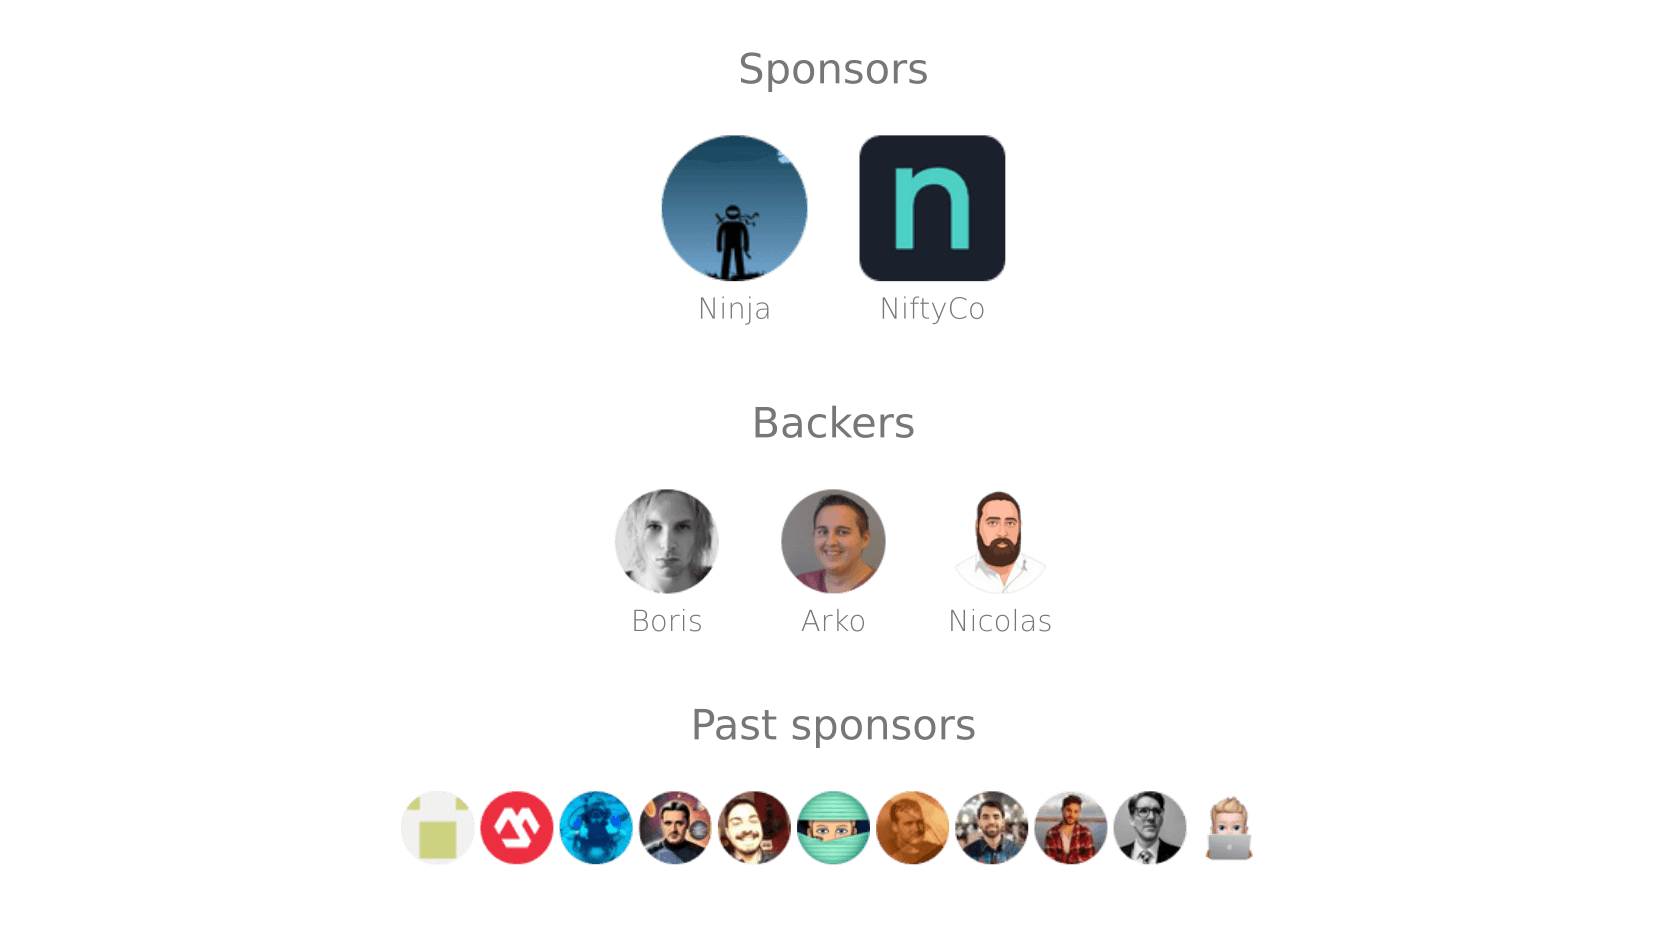 Sponsors
n
Ninja NiftyCo
Backers
Boris Arko Nicolas
Past sponsors